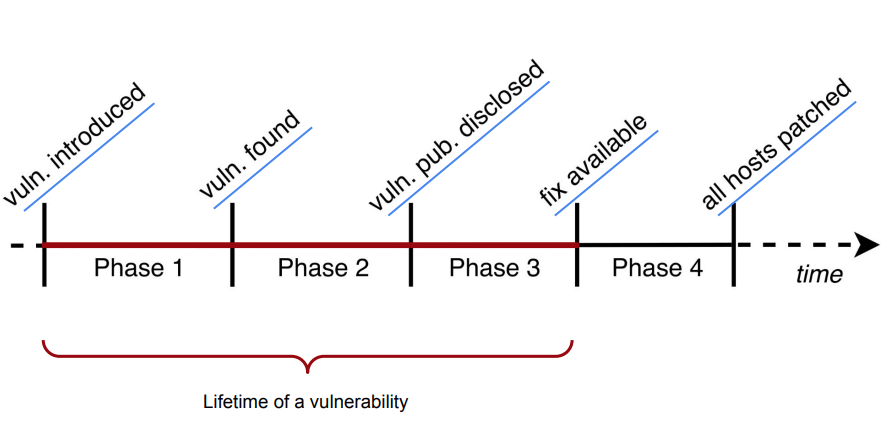 vuln. introduced
vuln. found
vuln. pub. disclosed
fix available
all hosts patched
Phase 1
Phase 2
Phase 3
Phase 4
time
Lifetime of a vulnerability